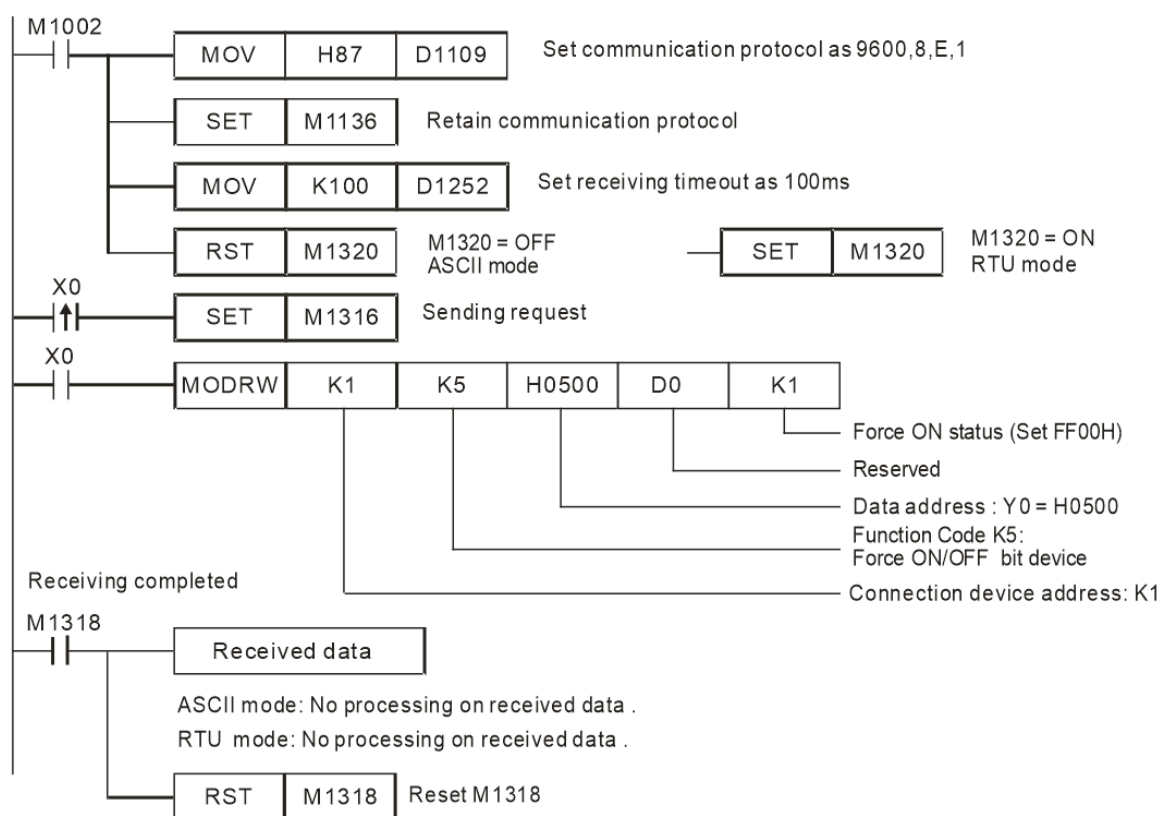 M1002
MOV H87 D1109 Set communication protocol as 9600,8,E,1
SET M1136 Retain communication protocol
MOV K100 D1252 Set receiving timeout as 100ms
RST M1320 M1320 = OFF
ASCII mode
SET M1320 M1320 = ON
RTU mode
X0
SET M1316 Sending request
X0
MODRW K1 K5 H0500 D0 K1
Force ON status (Set FF00H)
Reserved
Data address : Y0 = H0500
Function Code K5:
Force ON/OFF bit device
Connection device address: K1
Receiving completed
M1318
Received data
ASCII mode: No processing on received data .
RTU mode: No processing on received data .
RST M1318 Reset M1318